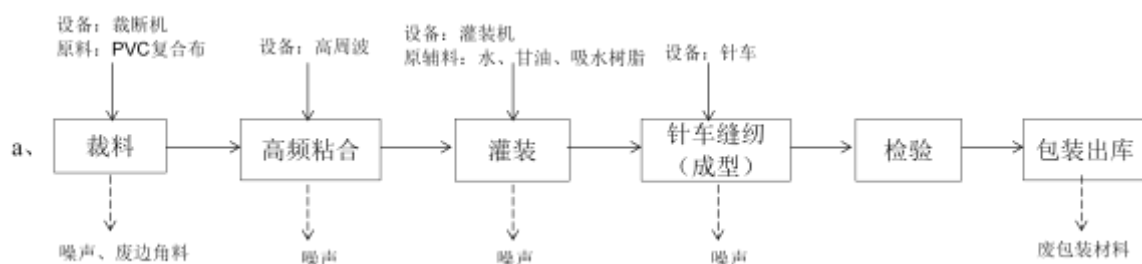 设备：裁断机
原料：PVC复合布
设备：高周波
设备：灌装机
原辅料：水、甘油、吸水树脂
设备：针车
a、
裁料
高频粘合
灌装
针车缝纫
（成型）
检验
包装出库
噪声、废边角料
噪声
噪声
噪声
废包装材料